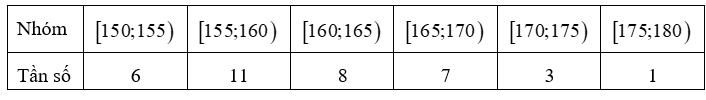 Nhóm [150;155) [155;160) [160;165) [165;170) [170;175) [175;180)
Tần số 6 11 8 7 3 1